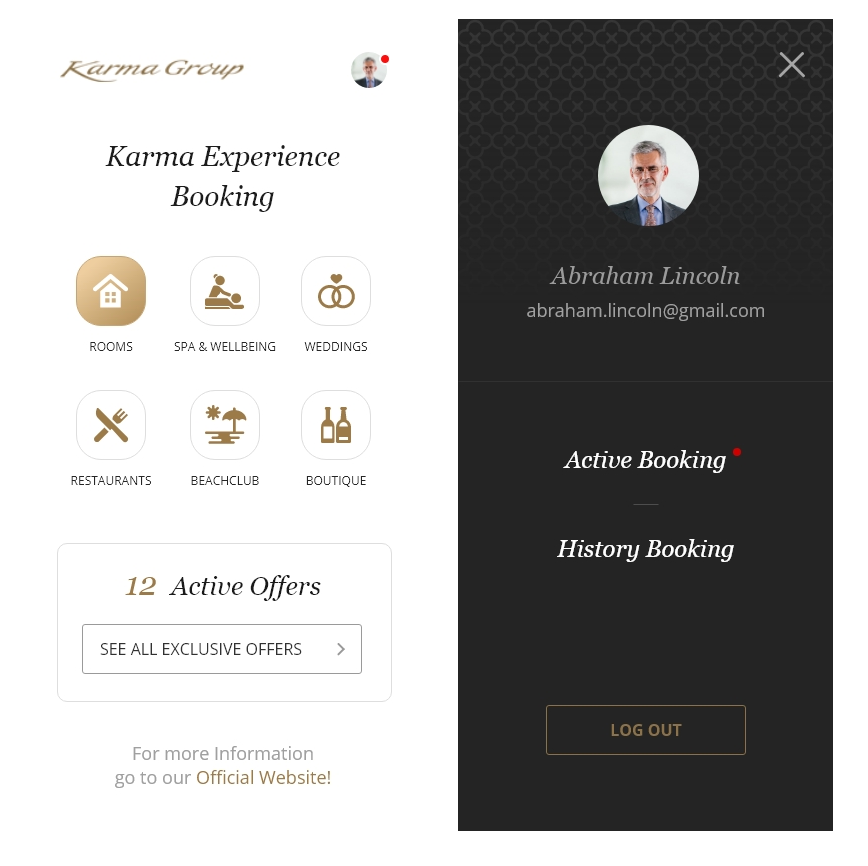 Karma Group
Karma Experience
Booking
ROOMS
SPA & WELLBEING
WEDDINGS
RESTAURANTS
BEACHCLUB
BOUTIQUE
12 Active Offers
SEE ALL EXCLUSIVE OFFERS
For more Information
go to our Official Website!
Abraham Lincoln
abraham.lincoln@gmail.com
Active Booking
History Booking
LOG OUT